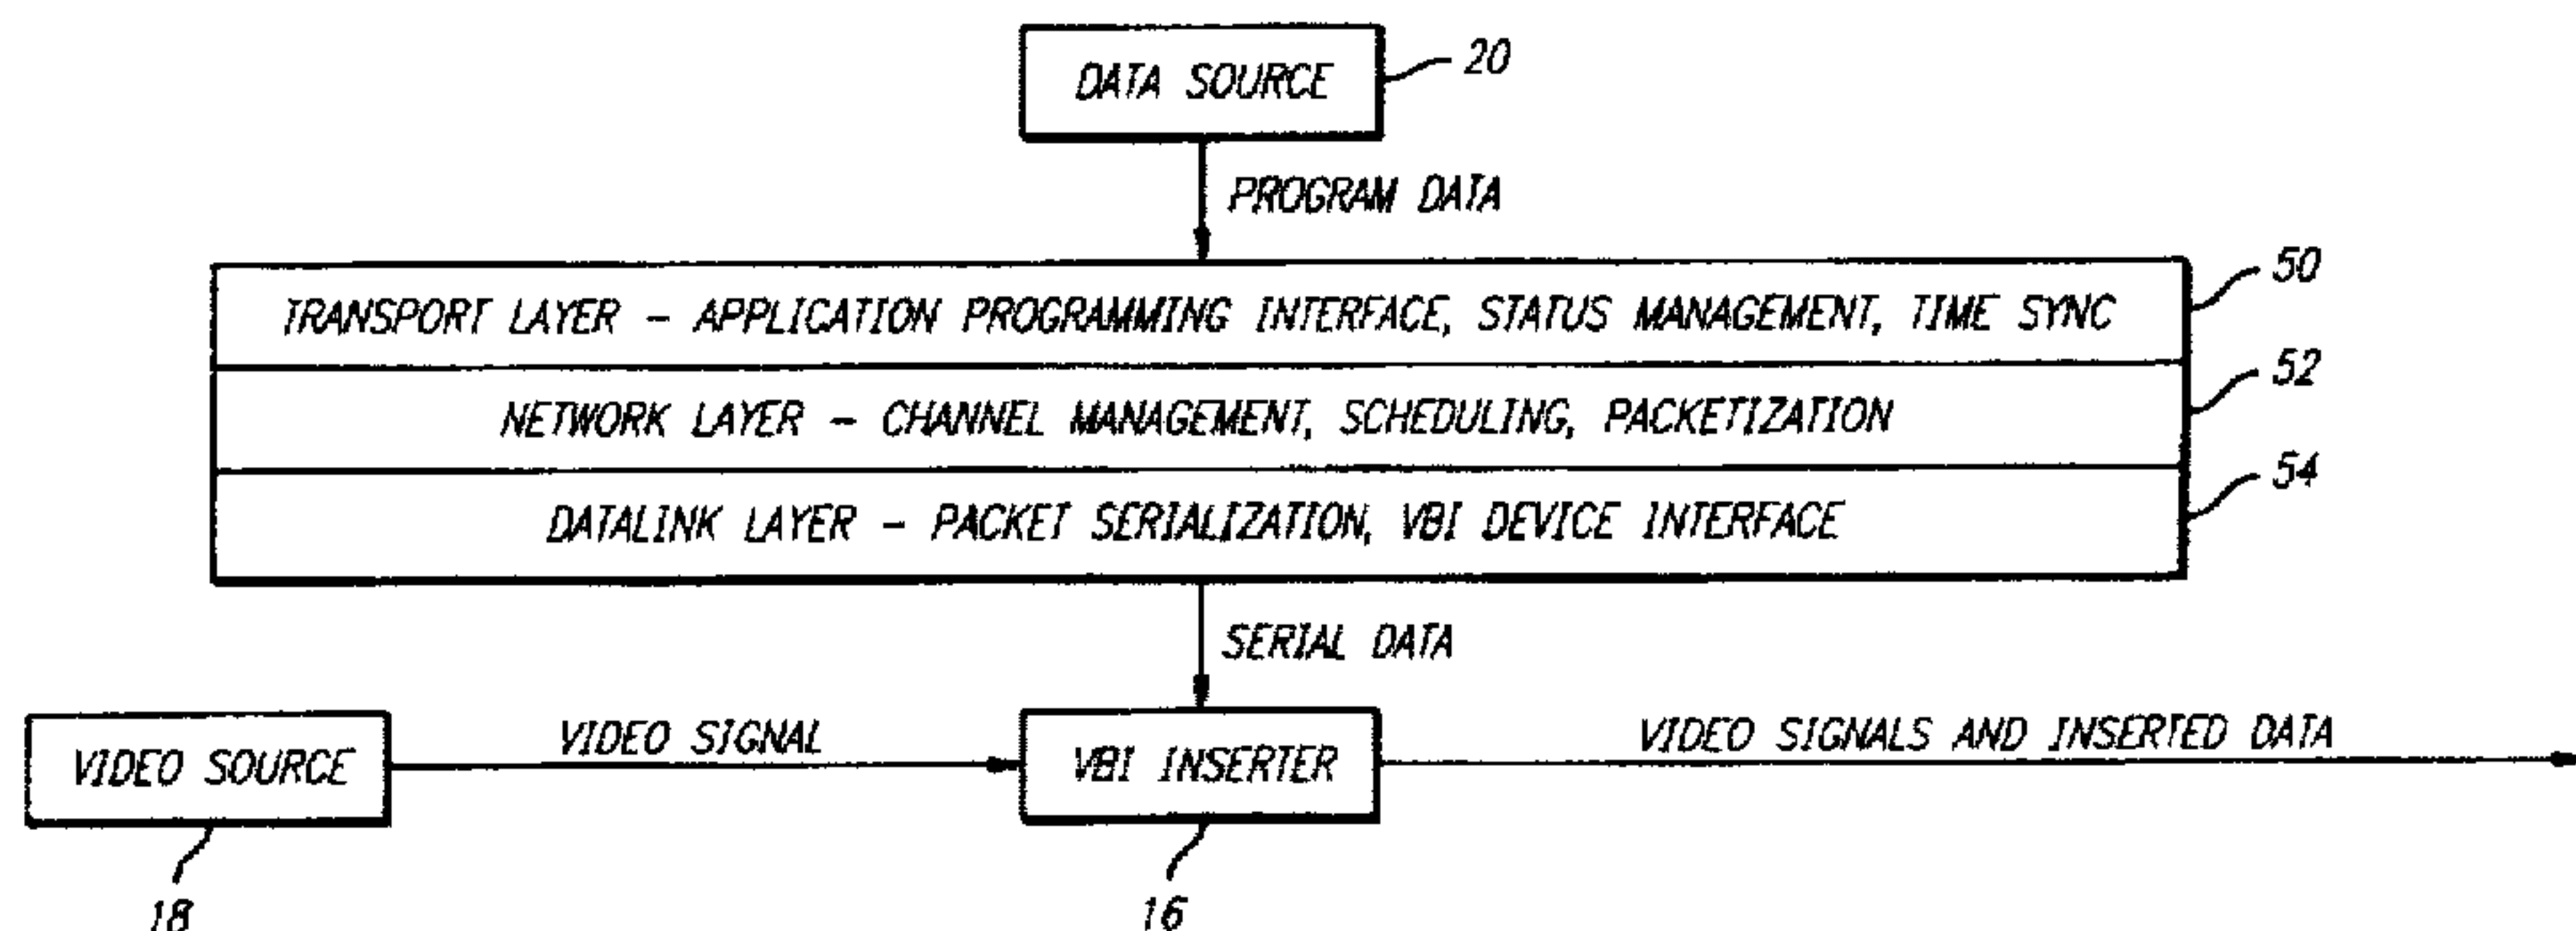 DATA SOURCE
20
PROGRAM DATA
TRANSPORT LAYER – APPLICATION PROGRAMMING INTERFACE, STATUS MANAGEMENT, TIME SYNC
50
NETWORK LAYER – CHANNEL MANAGEMENT, SCHEDULING, PACKETIZATION
52
DATALINK LAYER – PACKET SERIALIZATION, VBI DEVICE INTERFACE
54
SERIAL DATA
VIDEO SOURCE
VIDEO SIGNAL
VBI INSERTER
VIDEO SIGNALS AND INSERTED DATA
18
16